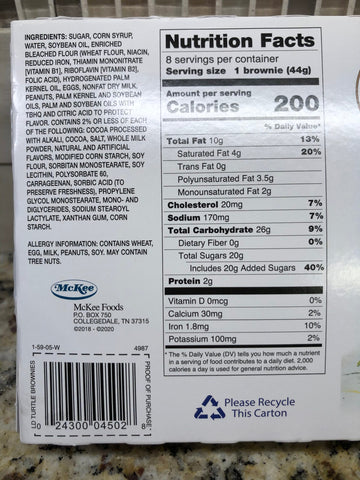 INGREDIENTS: SUGAR, CORN SYRUP,
WATER, SOYBEAN OIL, ENRICHED
BLEACHED FLOUR (WHEAT FLOUR, NIACIN,
REDUCED IRON, THIAMIN MONONITRATE
[VITAMIN B1], RIBOFLAVIN [VITAMIN B2],
FOLIC ACID), HYDROGENATED PALM
KERNEL OIL, EGGS, NONFAT DRY MILK,
PEANUTS, PALM KERNEL AND SOYBEAN
OILS, PALM AND SOYBEAN OILS WITH
TBHQ AND CITRIC ACID TO PROTECT
FLAVOR. CONTAINS 2% OR LESS OF EACH
OF THE FOLLOWING: COCOA PROCESSED
WITH ALKALI, COCOA, SALT, WHOLE MILK
POWDER, NATURAL AND ARTIFICIAL
FLAVORS, MODIFIED CORN STARCH, SOY
FLOUR, SORBITAN MONOSTEARATE, SOY
LECITHIN, POLYSORBATE 60,
CARRAGEENAN, SORBIC ACID (TO
PRESERVE FRESHNESS), PROPYLENE
GLYCOL MONOSTEARATE, MONO- AND
DIGLYCERIDES, SODIUM STEAROYL
LACTYLATE, XANTHAN GUM, CORN
STARCH.
ALLERGY INFORMATION: CONTAINS WHEAT,
EGG, MILK, PEANUTS, SOY. MAY CONTAIN
TREE NUTS.
McKee
McKee Foods
P.O. BOX 750
COLLEGEDALE, TN 37315
©2018 - ©2020
1-59-05-W 4987
LD TURTLE BROWNIES
PROOF OF PURCHASE
0 24300 04502 8
Nutrition Facts
8 servings per container
Serving size 1 brownie (44g)
Amount per serving
Calories 200
% Daily Value*
Total Fat 10g 13%
Saturated Fat 4g 20%
Trans Fat 0g
Polyunsaturated Fat 3.5g
Monounsaturated Fat 2g
Cholesterol 20mg 7%
Sodium 170mg 7%
Total Carbohydrate 26g 9%
Dietary Fiber 0g 0%
Total Sugars 20g
Includes 20g Added Sugars 40%
Protein 2g
Vitamin D 0mcg 0%
Calcium 30mg 2%
Iron 1.8mg 10%
Potassium 100mg 2%
* The % Daily Value (DV) tells you how much a nutrient
in a serving of food contributes to a daily diet. 2,000
calories a day is used for general nutrition advice.
Please Recycle
This Carton